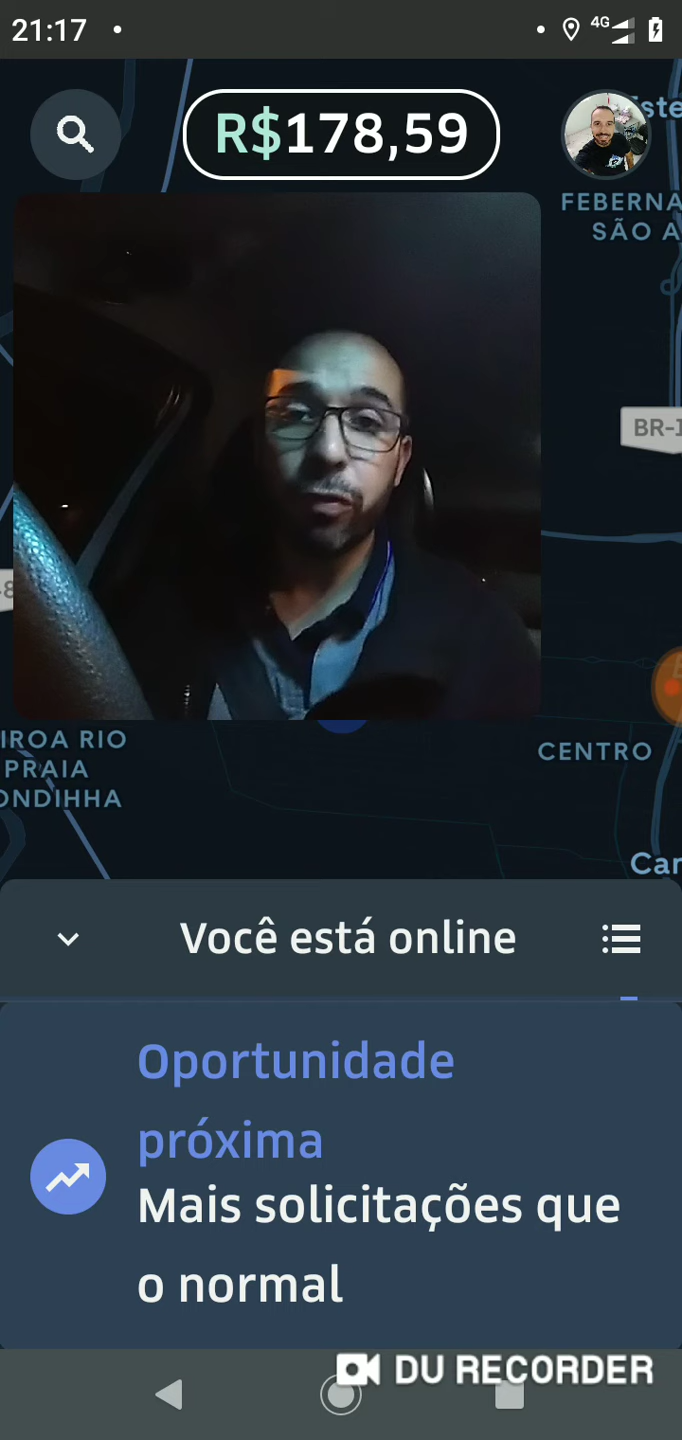 21:17
4G
R$178,59
FEBERNA
SÃO A
BR-1
IROA RIO
PRAIA
ONDIHHA
CENTRO
Car
Você está online
Oportunidade
próxima
Mais solicitações que
o normal
DU RECORDER